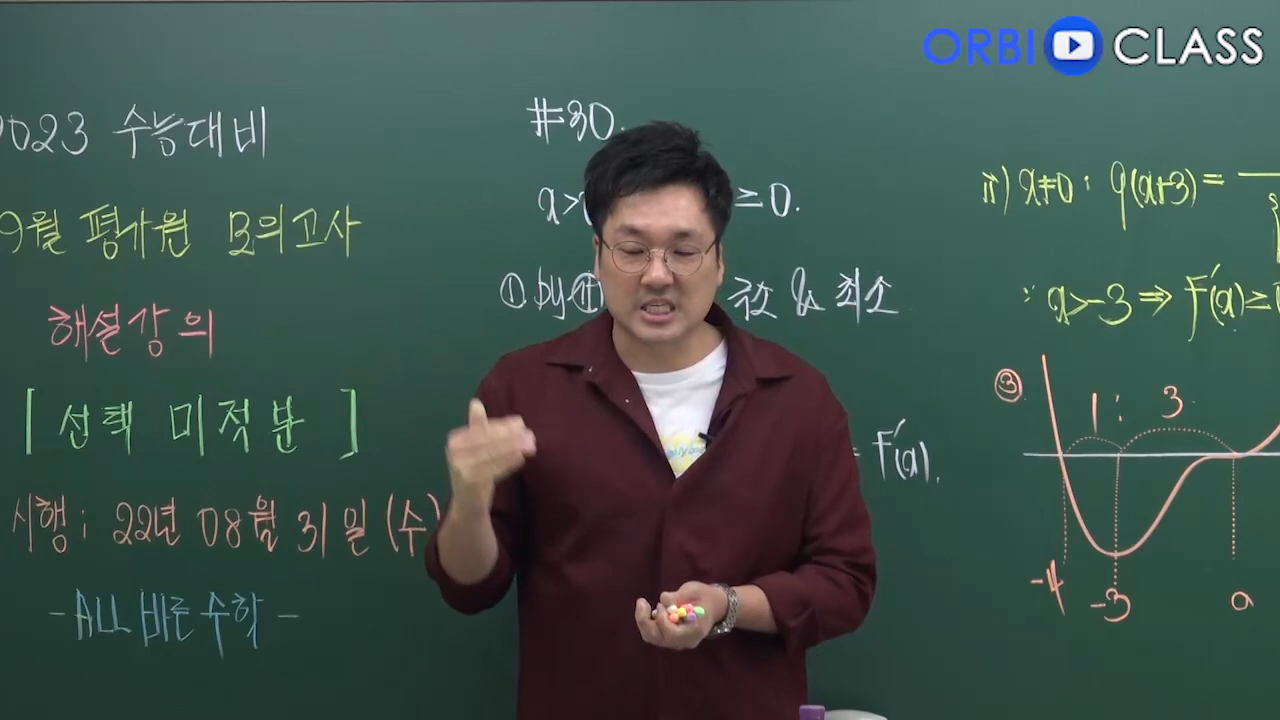 ORBI CLASS
2023 수능대비
9월 평가원 모의고사
해설강의
[선택 미적분]
시행: 22년 08월 31일 (수)
-ALL 바른 수학-
#30.
≥0.
① by
극소 & 최소
= F'(a).
ii) x≠0: g(x+3)=
∵ a>-3 ⇒ F'(a)≥
③
1 : 3
-4
-3
a